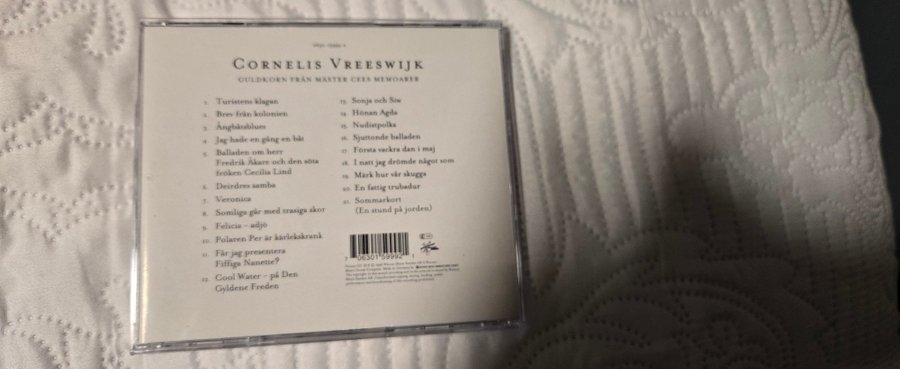 CORNELIS VREESWIJK
GULDKORN FRÅN MÄSTER CEES MEMOARER
1. Turistens klagan
2. Brev från kolonien
3. Ångbåtsblues
4. Jag hade en gång en båt
5. Balladen om herr
Fredrik Åkare och den söta
fröken Cecilia Lind
6. Deirdres samba
7. Veronica
8. Somliga går med trasiga skor
9. Felicia – adjö
10. Polaren Per är kärlekskrank
11. Får jag presentera
Fiffiga Nanette?
12. Cool Water – på Den
Gyldene Freden
13. Sonja och Siw
14. Hönan Agda
15. Nudistpolka
16. Sjuttonde balladen
17. Första vackra dan i maj
18. I natt jag drömde något som
19. Märk hur vår skugga
20. En fattig trubadur
21. Sommarkort
(En stund på jorden)
7 06301 59992 1